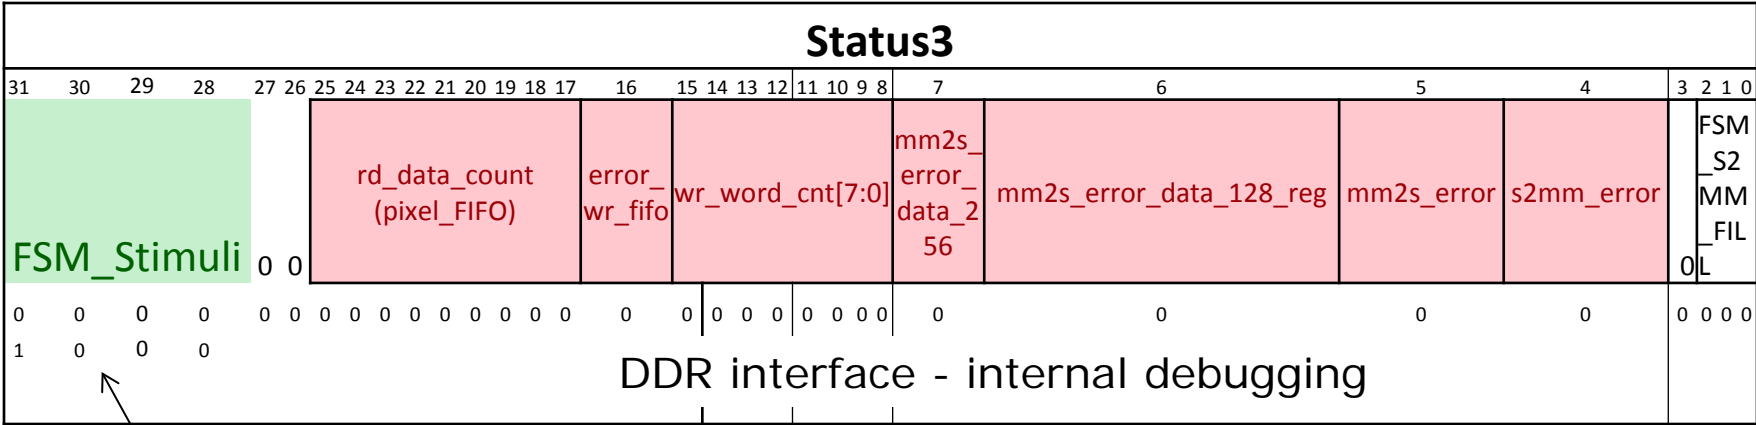 Status3
31 30 29 28 27 26 25 24 23 22 21 20 19 18 17 16 15 14 13 12 11 10 9 8 7 6 5 4 3 2 1 0
FSM_Stimuli
0 0
rd_data_count
(pixel_FIFO)
error_
wr_fifo
wr_word_cnt[7:0]
mm2s_
error_
data_2
56
mm2s_error_data_128_reg
mm2s_error
s2mm_error
0
FSM
_S2
MM
_FIL
L
0 0 0 0 0 0 0 0 0 0 0 0 0 0 0 0 0 0 0 0 0 0 0 0 0 0 0 0 0 0 0 0
1 0 0 0
DDR interface - internal debugging